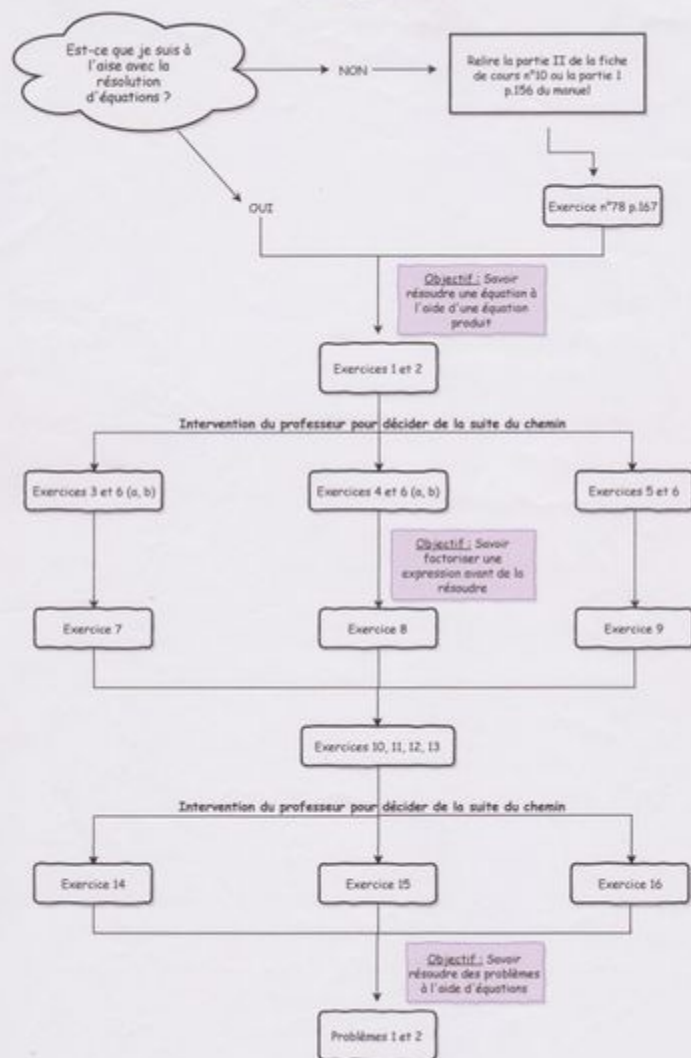 Est-ce que je suis à
l'aise avec la
résolution
d'équations ?
NON
Relire la partie II de la fiche
de cours n°10 ou la partie 1
p.156 du manuel
OUI
Exercice n°78 p.167
Objectif : Savoir
résoudre une équation à
l'aide d'une équation
produit
Exercices 1 et 2
Intervention du professeur pour décider de la suite du chemin
Exercices 3 et 6 (a, b)
Exercices 4 et 6 (a, b)
Exercices 5 et 6
Objectif : Savoir
factoriser une
expression avant de la
résoudre
Exercice 7
Exercice 8
Exercice 9
Exercices 10, 11, 12, 13
Intervention du professeur pour décider de la suite du chemin
Exercice 14
Exercice 15
Exercice 16
Objectif : Savoir
résoudre des problèmes
à l'aide d'équations
Problèmes 1 et 2